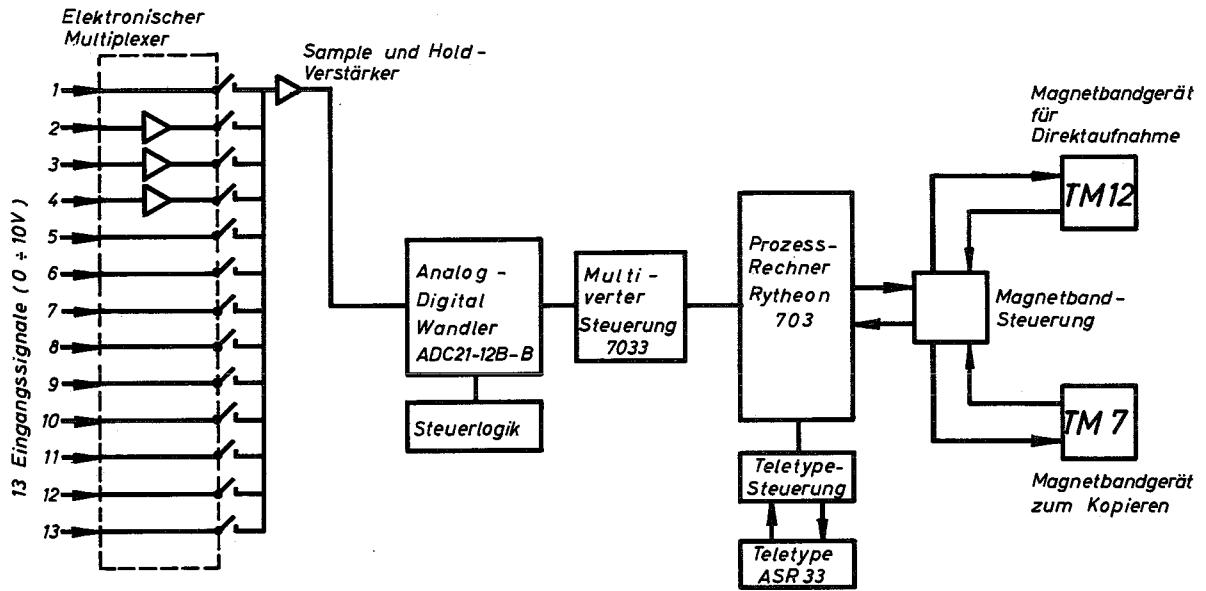 Elektronischer
Multiplexer
Sample und Hold-
Verstärker
13 Eingangssignale (0 ÷ 10V)
1
2
3
4
5
6
7
8
9
10
11
12
13
Analog-
Digital
Wandler
ADC21-12B-B
Steuerlogik
Multi-
verter
Steuerung
7033
Prozess-
Rechner
Rytheon
703
Teletype-
Steuerung
Teletype
ASR 33
Magnetband-
Steuerung
Magnetbandgerät
für
Direktaufnahme
TM12
TM 7
Magnetbandgerät
zum Kopieren